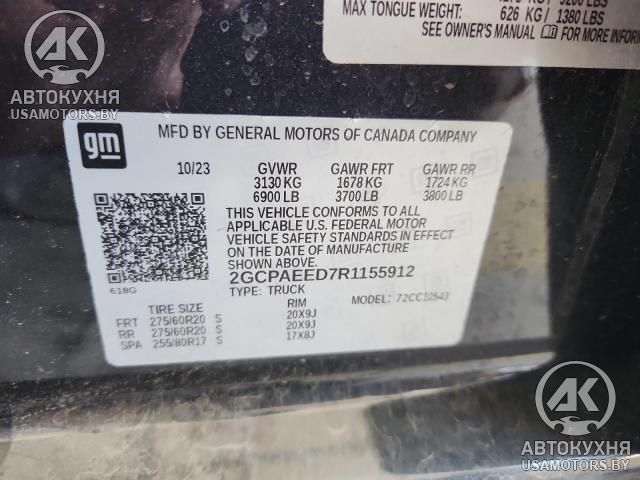 MAX TONGUE WEIGHT: 626 KG / 1380 LBS
SEE OWNER'S MANUAL FOR MORE INFORM
AK
АВТОКУХНЯ
USAMOTORS.BY
gm
MFD BY GENERAL MOTORS OF CANADA COMPANY
10/23 GVWR GAWR FRT GAWR RR
3130 KG 1678 KG 1724 KG
6900 LB 3700 LB 3800 LB
THIS VEHICLE CONFORMS TO ALL
APPLICABLE U.S. FEDERAL MOTOR
VEHICLE SAFETY STANDARDS IN EFFECT
ON THE DATE OF MANUFACTURE
SHOWN ABOVE.
2GCPAEED7R1155912
618G
TYPE: TRUCK MODEL: 72CC10543
TIRE SIZE RIM
FRT 275/60R20 S 20X9J
RR 275/60R20 S 20X9J
SPA 255/80R17 S 17X8J
AK
АВТОКУХНЯ
USAMOTORS.BY